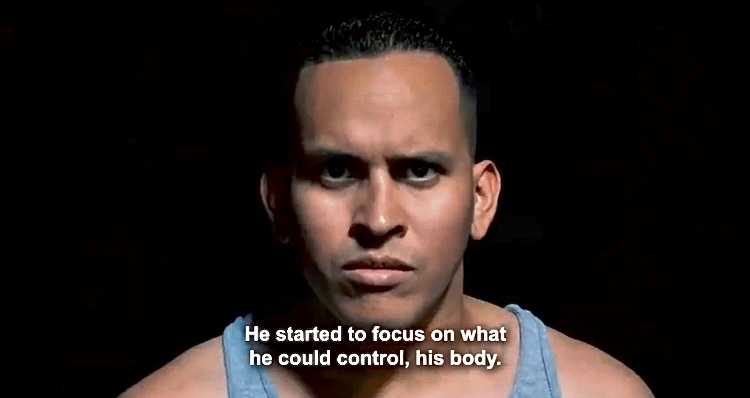 He started to focus on what
he could control, his body.